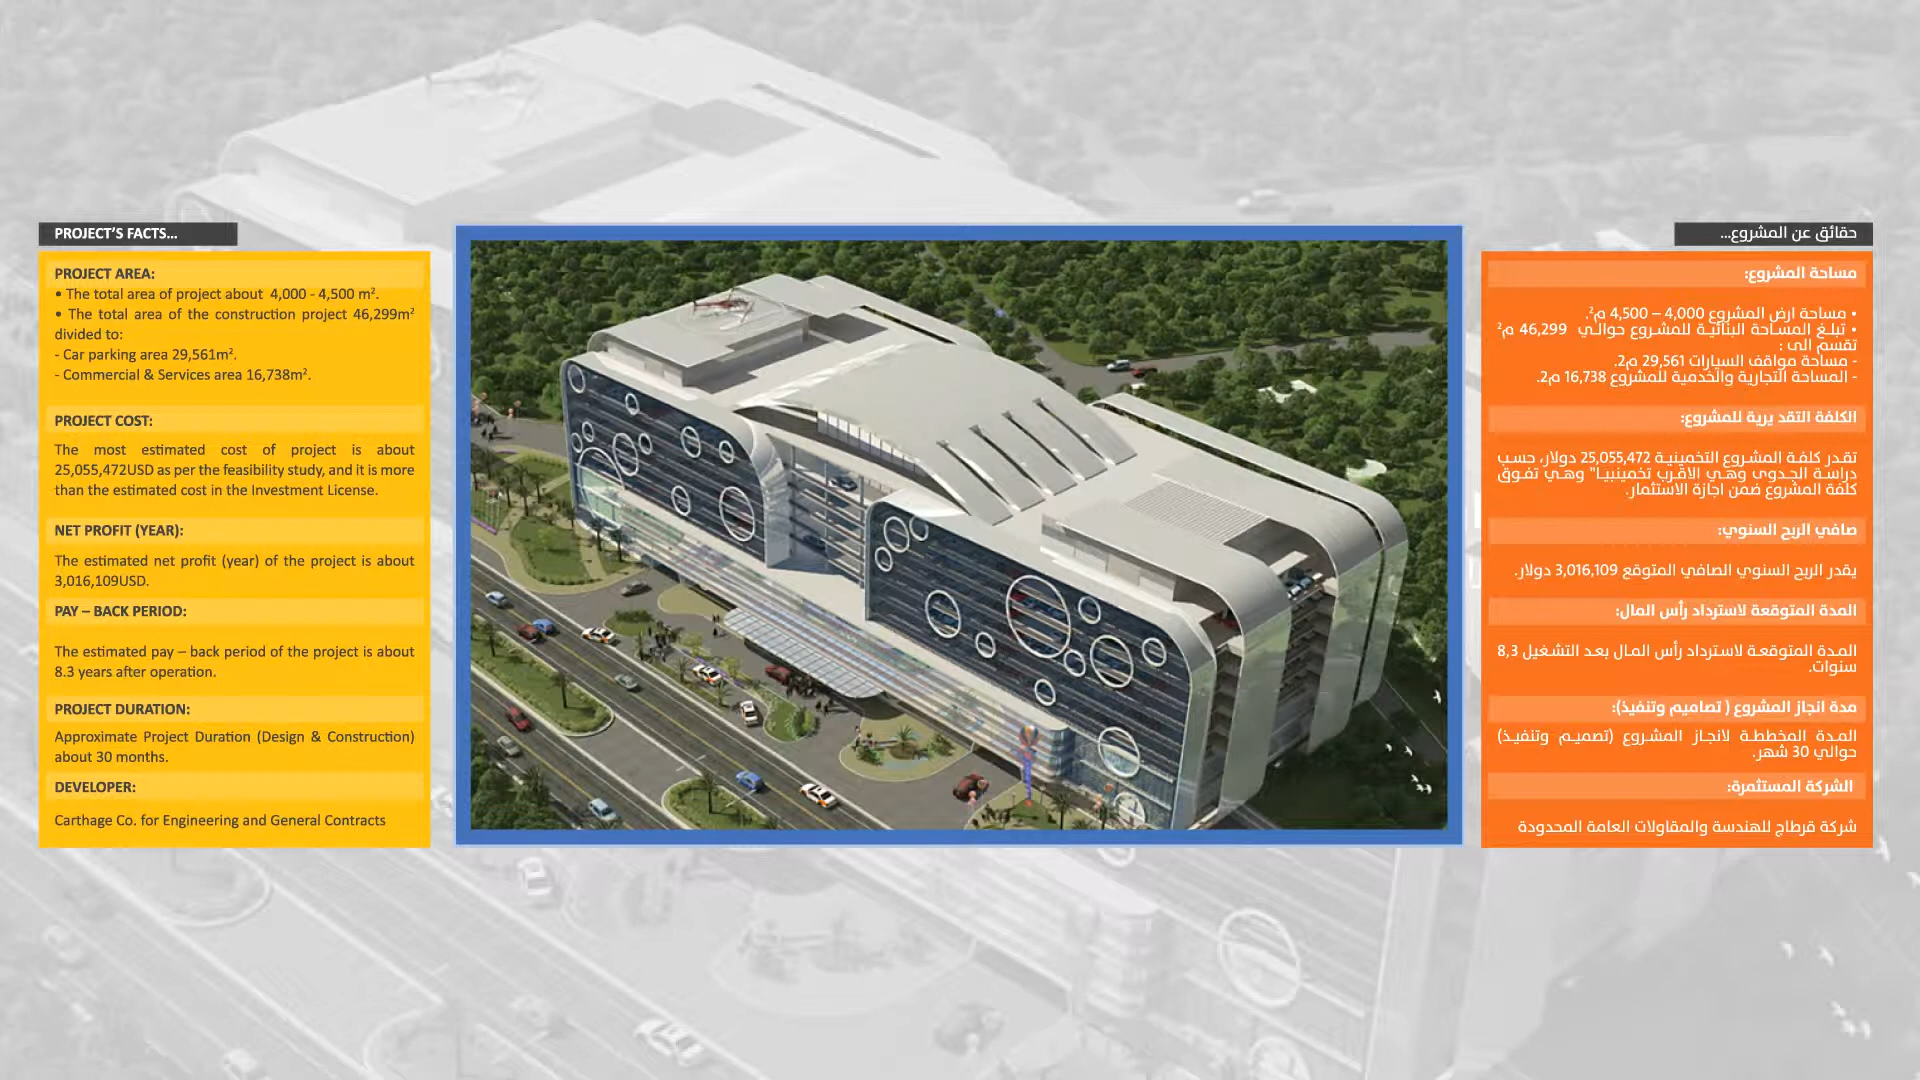 PROJECT'S FACTS...
PROJECT AREA:
• The total area of project about 4,000 - 4,500 m².
• The total area of the construction project 46,299m²
divided to:
- Car parking area 29,561m².
- Commercial & Services area 16,738m².
PROJECT COST:
The most estimated cost of project is about
25,055,472USD as per the feasibility study, and it is more
than the estimated cost in the Investment License.
NET PROFIT (YEAR):
The estimated net profit (year) of the project is about
3,016,109USD.
PAY – BACK PERIOD:
The estimated pay – back period of the project is about
8.3 years after operation.
PROJECT DURATION:
Approximate Project Duration (Design & Construction)
about 30 months.
DEVELOPER:
Carthage Co. for Engineering and General Contracts
حقائق عن المشروع...
مساحة المشروع:
• مساحة ارض المشروع 4,000 – 4,500 م².
• تبلغ المساحة البنائية للمشروع حوالي 46,299 م²
تقسم الى :
- مساحة مواقف السيارات 29,561 م2.
- المساحة التجارية والخدمية للمشروع 16,738 م2.
الكلفة التقد يرية للمشروع:
تقدر كلفة المشروع التخمينية 25,055,472 دولار، حسب
دراسة الجدوى وهي الاقرب تخمينيا" وهي تفوق
كلفة المشروع ضمن اجازة الاستثمار.
صافي الربح السنوي:
يقدر الربح السنوي الصافي المتوقع 3,016,109 دولار.
المدة المتوقعة لاسترداد رأس المال:
المدة المتوقعة لاسترداد رأس المال بعد التشغيل 8,3
سنوات.
مدة انجاز المشروع ( تصاميم وتنفيذ):
المدة المخططة لانجاز المشروع (تصميم وتنفيذ)
حوالي 30 شهر.
الشركة المستثمرة:
شركة قرطاج للهندسة والمقاولات العامة المحدودة